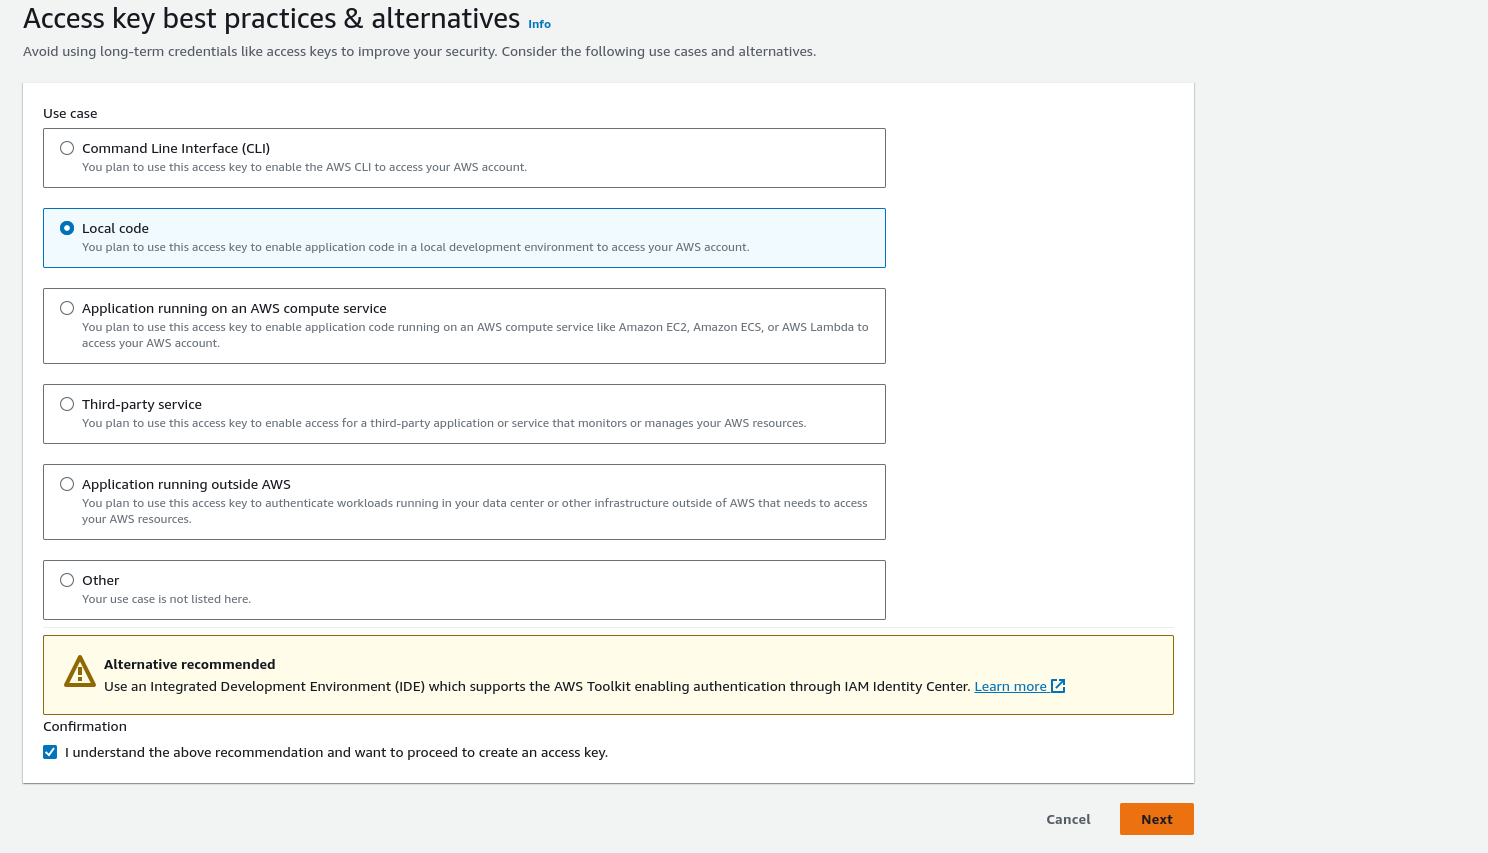 Access key best practices & alternatives Info
Avoid using long-term credentials like access keys to improve your security. Consider the following use cases and alternatives.
Use case
Command Line Interface (CLI)
You plan to use this access key to enable the AWS CLI to access your AWS account.
Local code
You plan to use this access key to enable application code in a local development environment to access your AWS account.
Application running on an AWS compute service
You plan to use this access key to enable application code running on an AWS compute service like Amazon EC2, Amazon ECS, or AWS Lambda to
access your AWS account.
Third-party service
You plan to use this access key to enable access for a third-party application or service that monitors or manages your AWS resources.
Application running outside AWS
You plan to use this access key to authenticate workloads running in your data center or other infrastructure outside of AWS that needs to access
your AWS resources.
Other
Your use case is not listed here.
Alternative recommended
Use an Integrated Development Environment (IDE) which supports the AWS Toolkit enabling authentication through IAM Identity Center. Learn more
Confirmation
I understand the above recommendation and want to proceed to create an access key.
Cancel Next